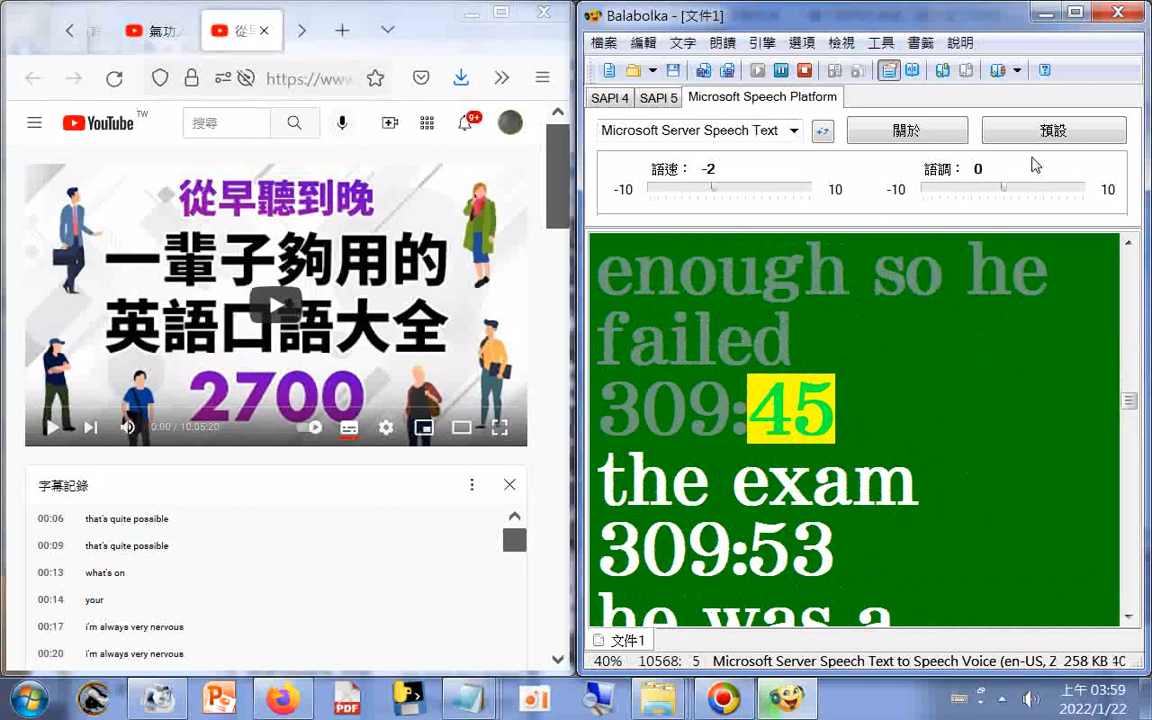 氣功
從
https://www
YouTube TW
搜尋
9+
從早聽到晚
一輩子夠用的
英語口語大全
2700
0:00 / 10:05:20
字幕記錄
00:06 that's quite possible
00:09 that's quite possible
00:13 what's on
00:14 your
00:17 i'm always very nervous
00:20 i'm always very nervous
Balabolka - [文件1]
檔案 編輯 文字 朗讀 引擎 選項 檢視 工具 書籤 說明
SAPI 4 SAPI 5 Microsoft Speech Platform
Microsoft Server Speech Text 關於 預設
語速： -2 語調： 0
-10 10 -10 10
enough so he
failed
309:45
the exam
309:53
he was a
文件1
40% 10568: 5 Microsoft Server Speech Text to Speech Voice (en-US, Z 258 KB 40
PDF
上午 03:59
2022/1/22